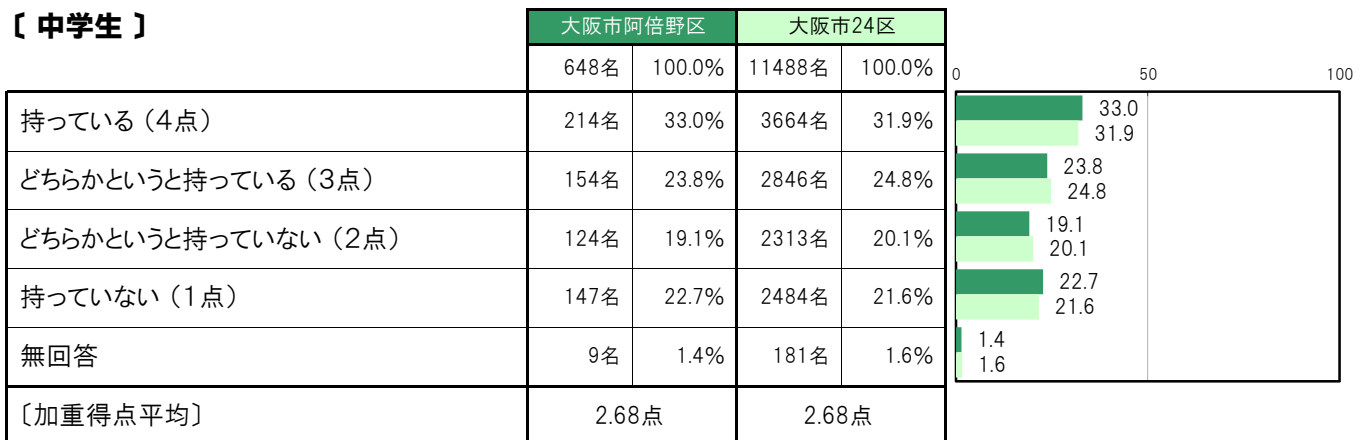 〔 中学生 〕
大阪市阿倍野区 大阪市24区
648名 100.0% 11488名 100.0%
0 50 100
持っている（4点） 214名 33.0% 3664名 31.9% 33.0
31.9
どちらかというと持っている（3点） 154名 23.8% 2846名 24.8% 23.8
24.8
どちらかというと持っていない（2点） 124名 19.1% 2313名 20.1% 19.1
20.1
持っていない（1点） 147名 22.7% 2484名 21.6% 22.7
21.6
無回答 9名 1.4% 181名 1.6% 1.4
1.6
〔加重得点平均〕 2.68点 2.68点